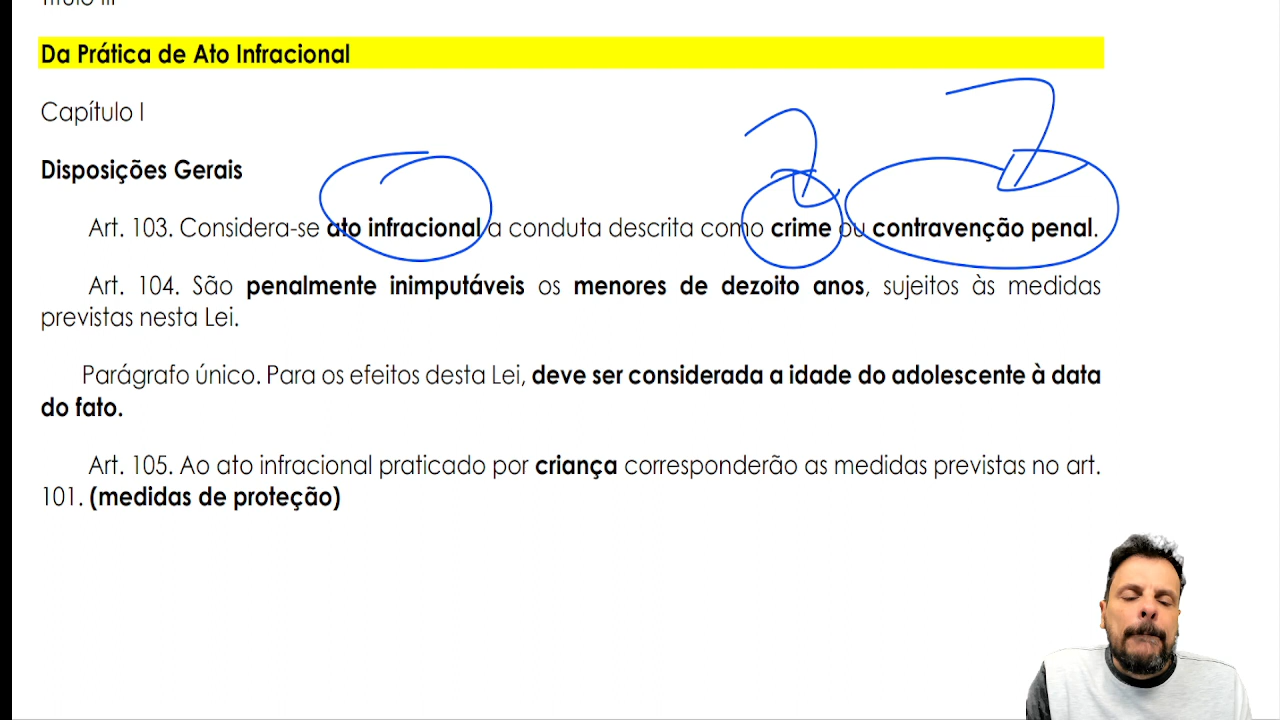 Título III
Da Prática de Ato Infracional
Capítulo I
Disposições Gerais
Art. 103. Considera-se ato infracional a conduta descrita como crime ou contravenção penal.
Art. 104. São penalmente inimputáveis os menores de dezoito anos, sujeitos às medidas
previstas nesta Lei.
Parágrafo único. Para os efeitos desta Lei, deve ser considerada a idade do adolescente à data
do fato.
Art. 105. Ao ato infracional praticado por criança corresponderão as medidas previstas no art.
101. (medidas de proteção)